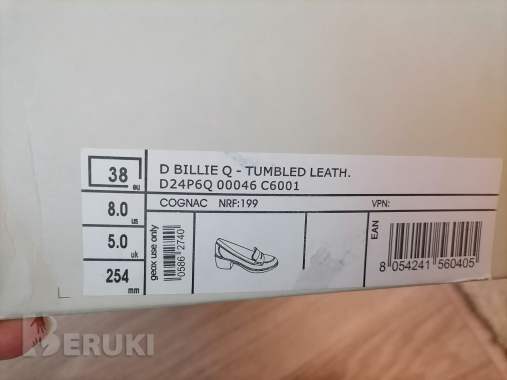 38 eu
D BILLIE Q - TUMBLED LEATH.
D24P6Q 00046 C6001
8.0 us
COGNAC NRF:199 VPN:
5.0 uk
geox use only
0586 2740
EAN
254 mm
8 054241 560405
BERUKI